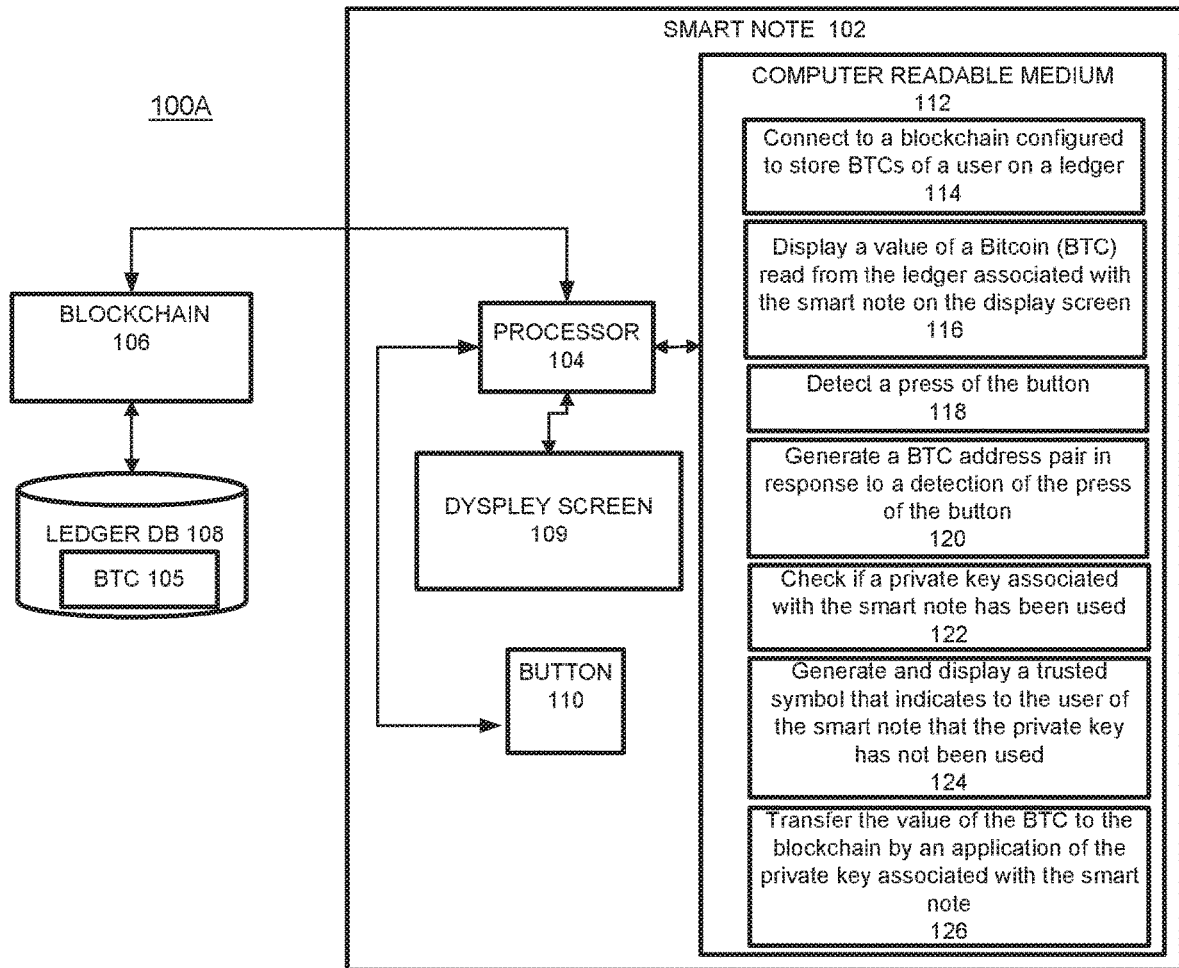 SMART NOTE 102
100A
COMPUTER READABLE MEDIUM
112
Connect to a blockchain configured
to store BTCs of a user on a ledger
114
Display a value of a Bitcoin (BTC)
read from the ledger associated with
the smart note on the display screen
116
Detect a press of the button
118
Generate a BTC address pair in
response to a detection of the press
of the button
120
Check if a private key associated
with the smart note has been used
122
Generate and display a trusted
symbol that indicates to the user of
the smart note that the private key
has not been used
124
Transfer the value of the BTC to the
blockchain by an application of the
private key associated with the smart
note
126
BLOCKCHAIN
106
PROCESSOR
104
LEDGER DB 108
BTC 105
DYSPLEY SCREEN
109
BUTTON
110